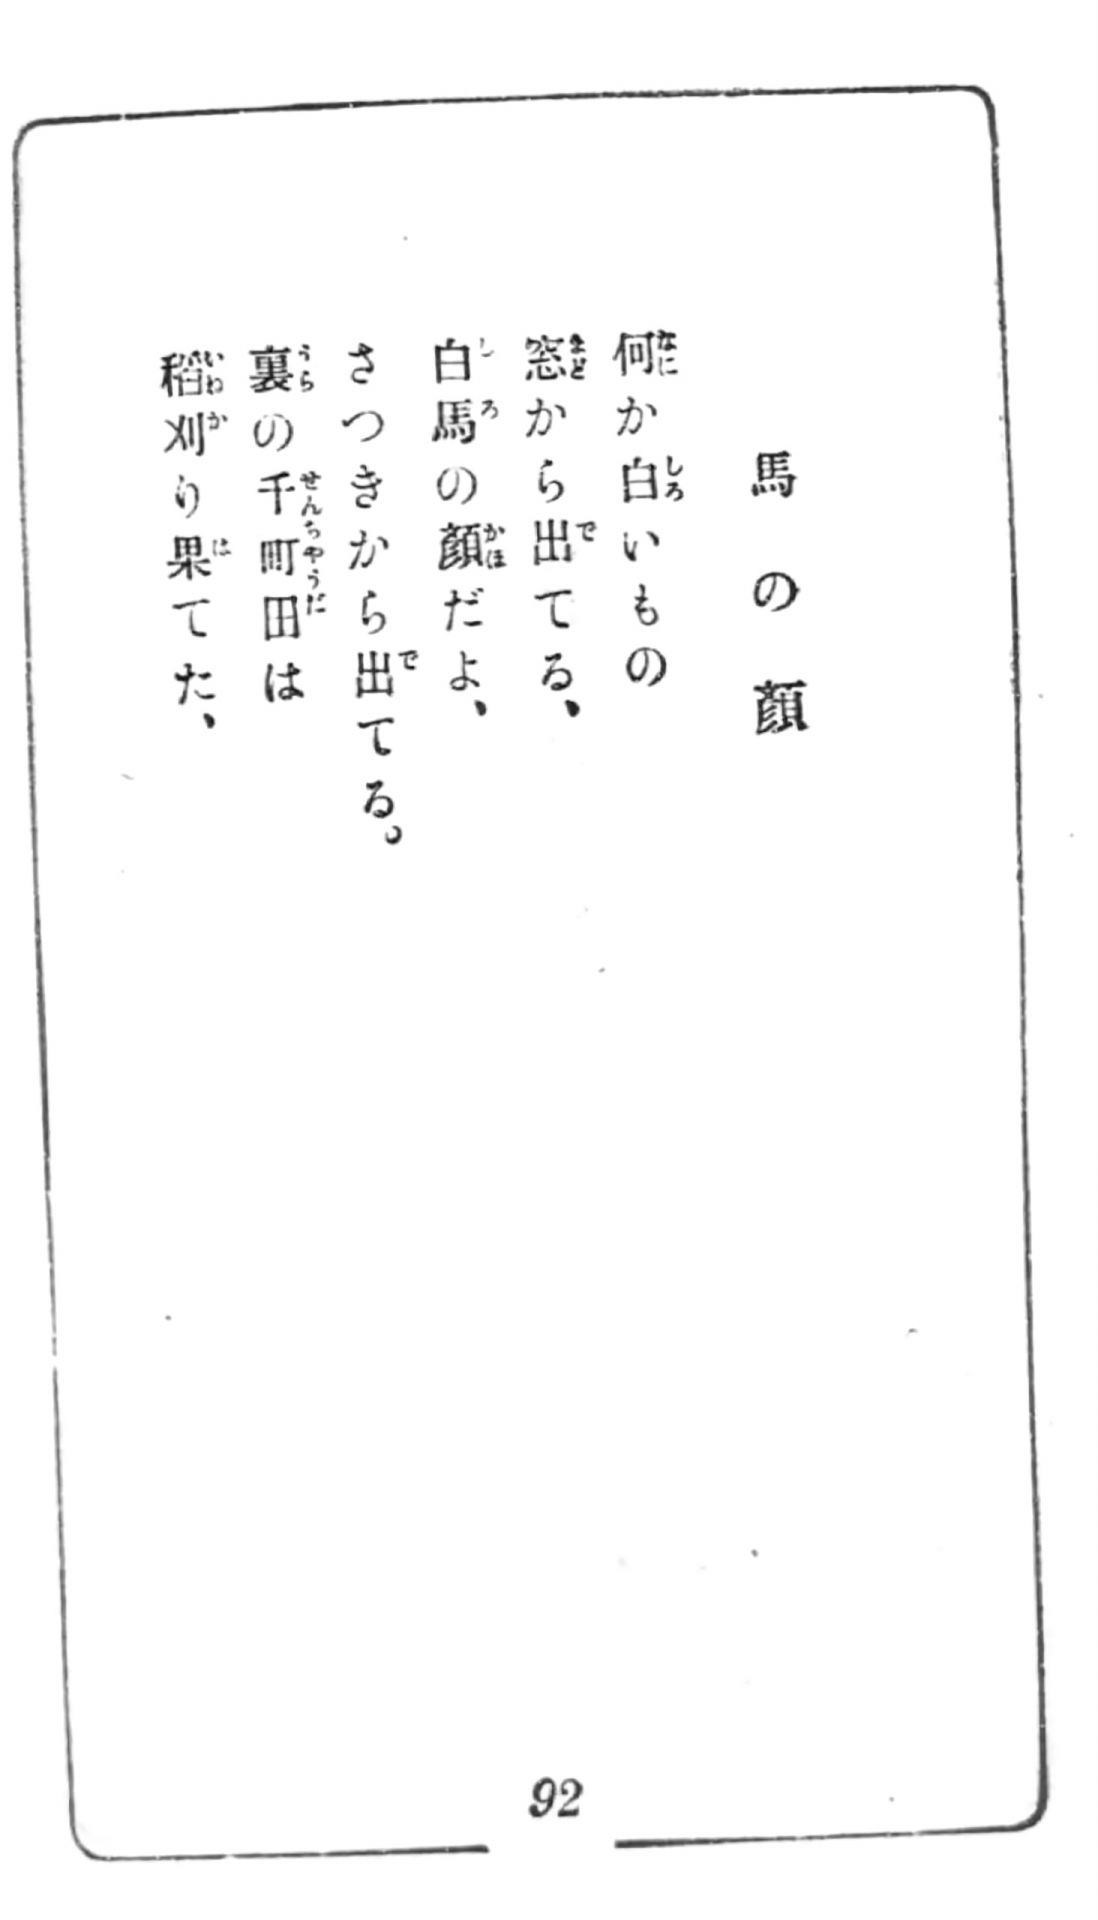 馬の顔
何か白いもの
窓から出てる、
白馬の顔だよ、
さつきから出てる。
裏の千町田は
稻刈り果てた、
92